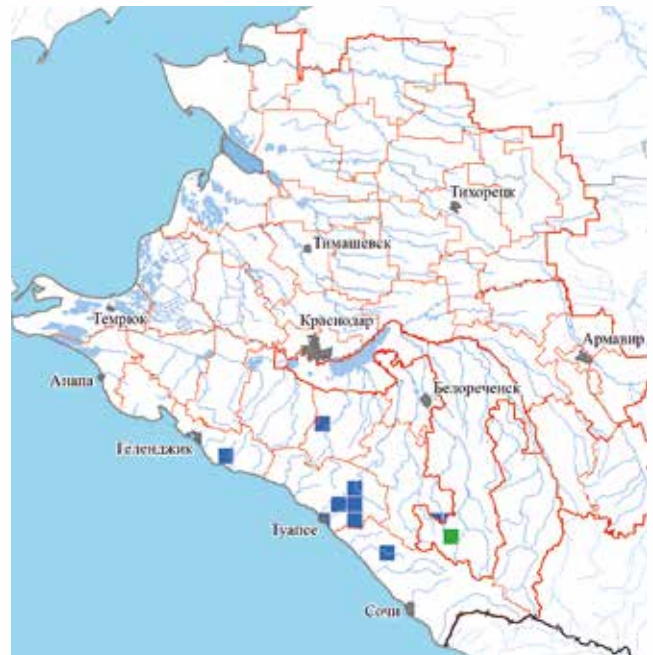 Тихорецк
Тимашевск
Темрюк
Краснодар
Армавир
Анапа
Белореченск
Геленджик
Туапсе
Сочи